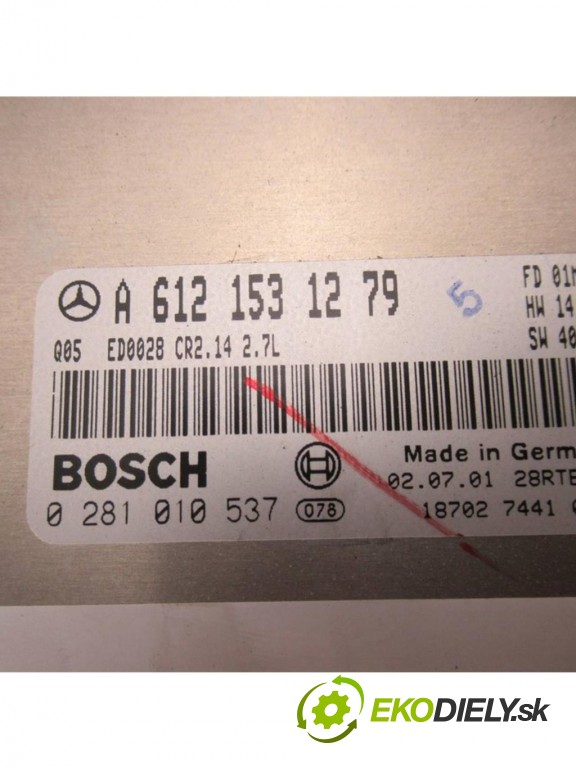 A 612 153 12 79
5
FD 01
HW 14
Q05 ED0028 CR2.14 2.7L
SW 40
BOSCH
Made in Germ
02.07.01 28RTE
0 281 010 537
078
18702 7441
EKODIELY.sk